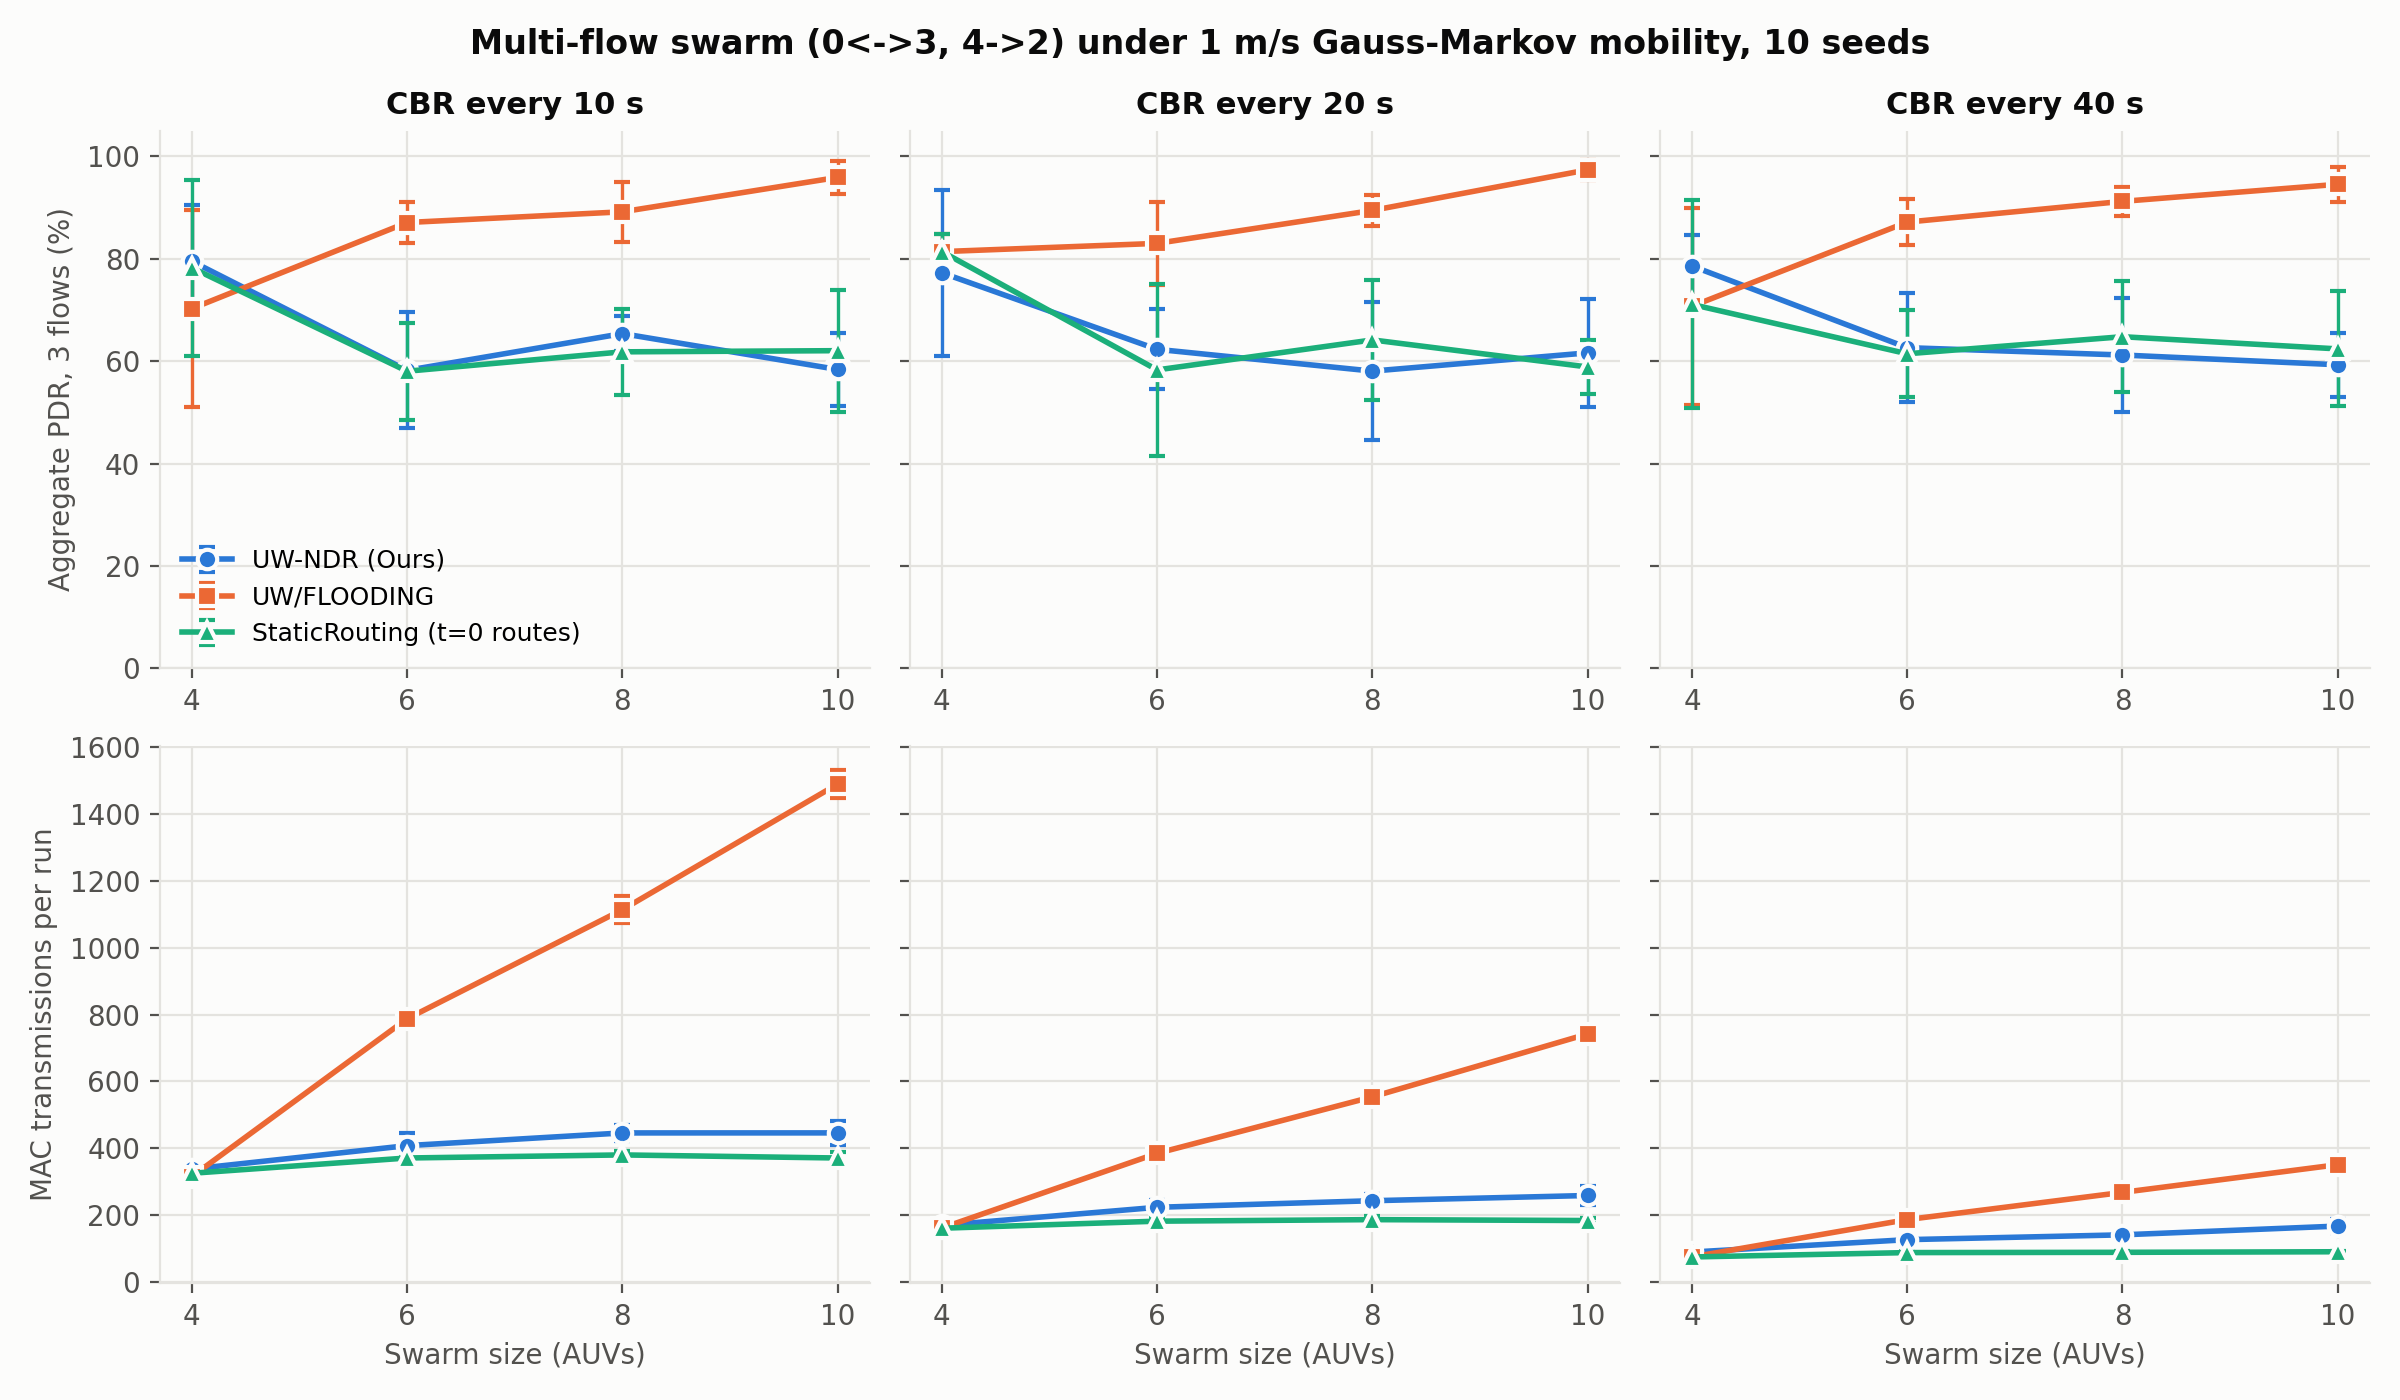 Multi-flow swarm (0<->3, 4->2) under 1 m/s Gauss-Markov mobility, 10 seeds
CBR every 10 s
CBR every 20 s
CBR every 40 s
Aggregate PDR, 3 flows (%)
100
80
60
40
20
0
UW-NDR (Ours)
UW/FLOODING
StaticRouting (t=0 routes)
4 6 8 10
4 6 8 10
4 6 8 10
MAC transmissions per run
1600
1400
1200
1000
800
600
400
200
0
4 6 8 10
4 6 8 10
4 6 8 10
Swarm size (AUVs)
Swarm size (AUVs)
Swarm size (AUVs)